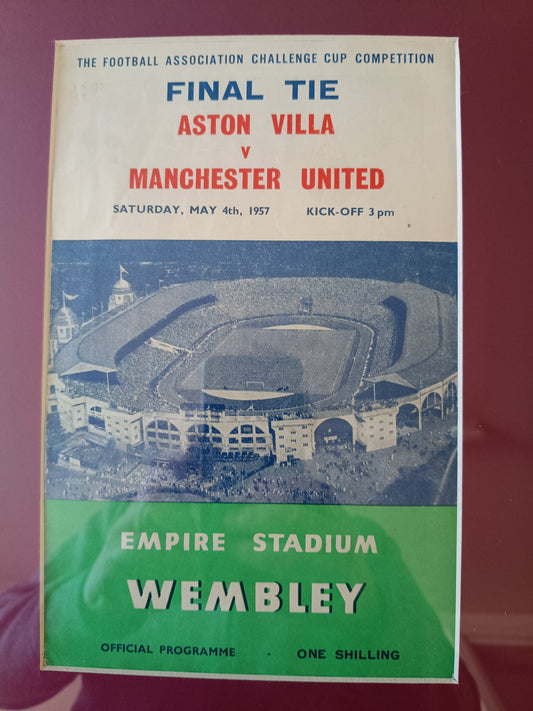 THE FOOTBALL ASSOCIATION CHALLENGE CUP COMPETITION
FINAL TIE
ASTON VILLA
V
MANCHESTER UNITED
SATURDAY, MAY 4th, 1957 KICK-OFF 3 pm
EMPIRE STADIUM
WEMBLEY
OFFICIAL PROGRAMME - ONE SHILLING